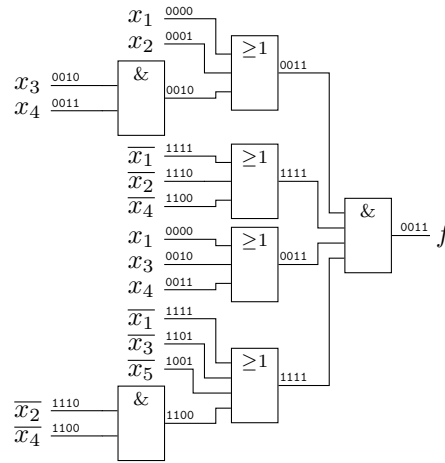 x₁ 0000
x₂ 0001 ≥1 0011
x₃ 0010 & 0010
x₄ 0011
x̅₁ 1111 ≥1
x̅₂ 1110 1111
x̅₄ 1100 &
x₁ 0000 ≥1 0011 f
x₃ 0010 0011
x₄ 0011
x̅₁ 1111
x̅₃ 1101 ≥1
x̅₅ 1001 1111
x̅₂ 1110 & 1100
x̅₄ 1100